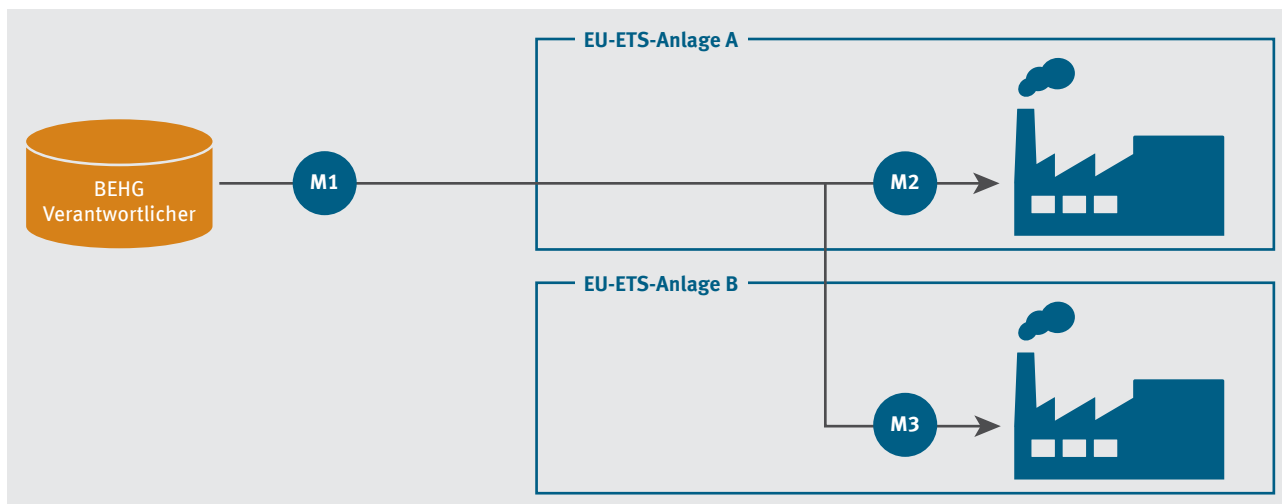 EU-ETS-Anlage A
BEHG
Verantwortlicher
M1
M2
EU-ETS-Anlage B
M3